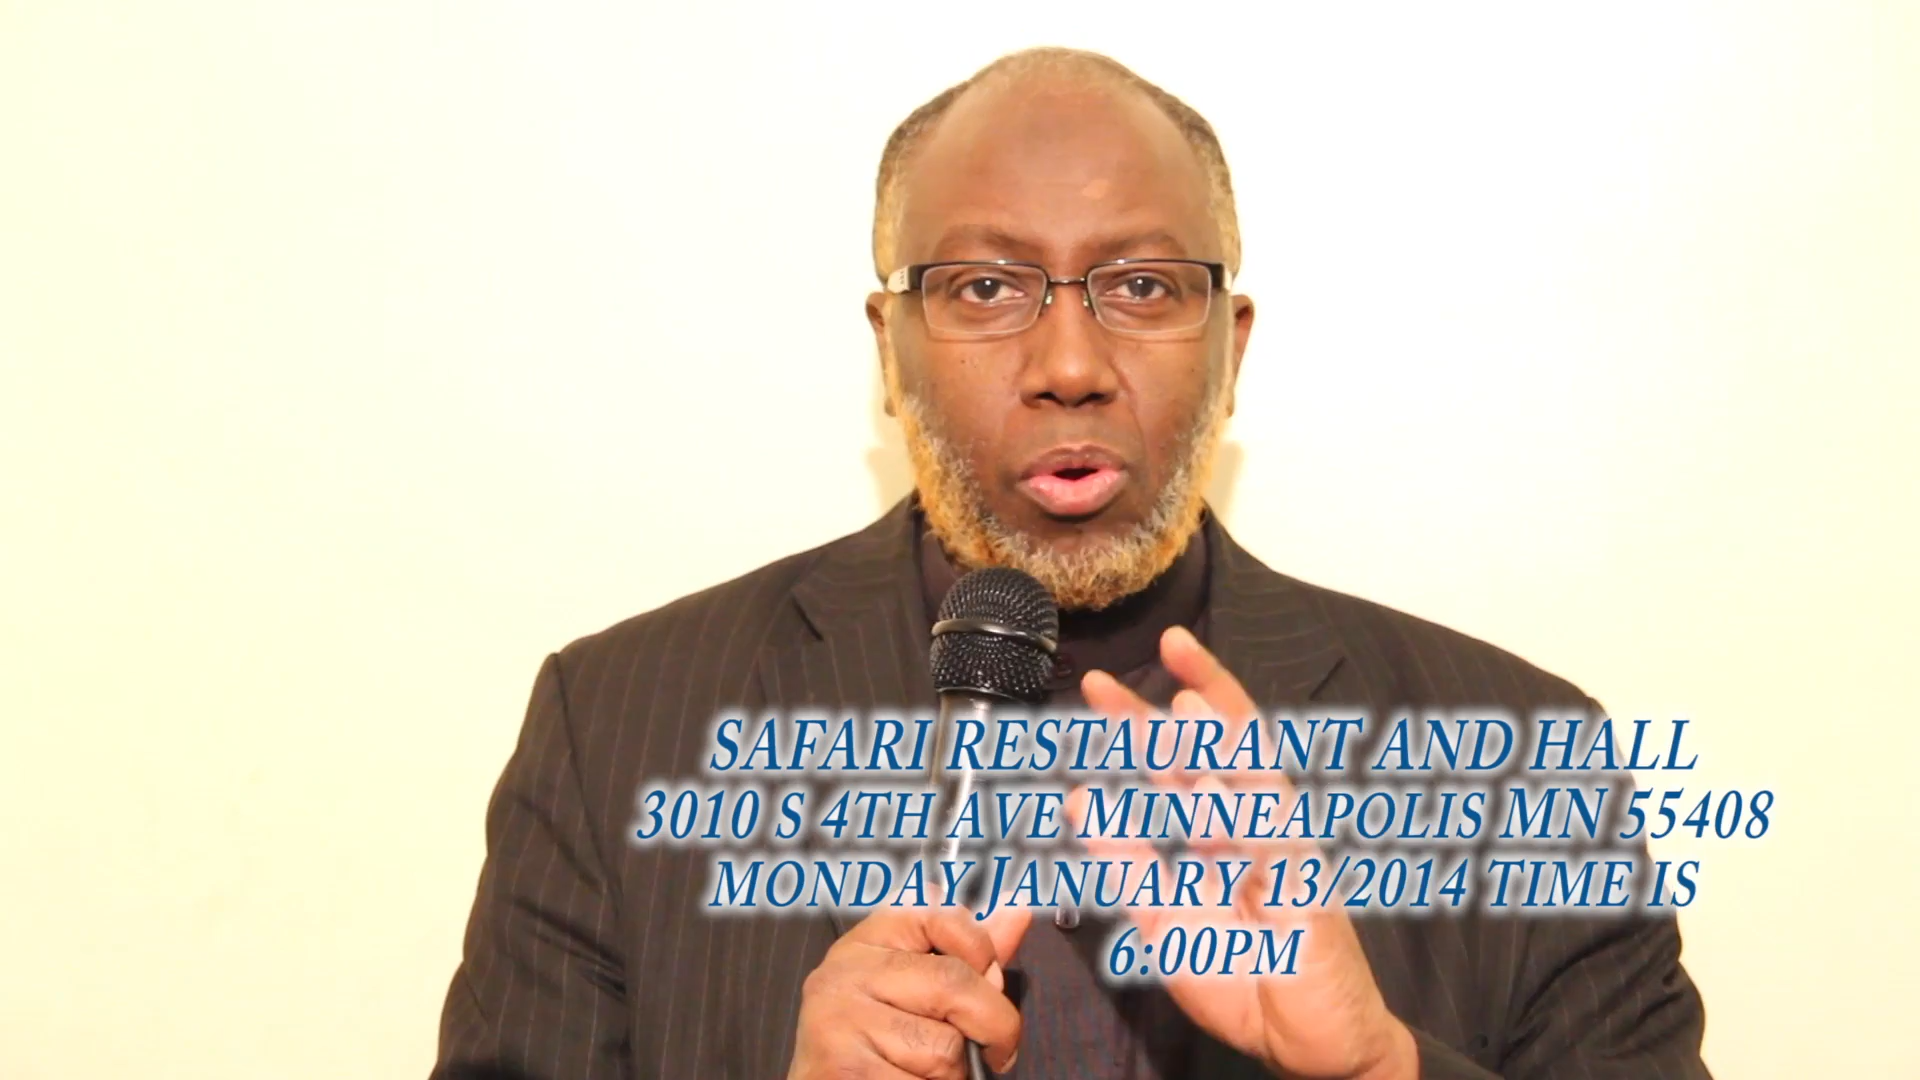 SAFARI RESTAURANT AND HALL
3010 S 4TH AVE MINNEAPOLIS MN 55408
MONDAY JANUARY 13/2014 TIME IS
6:00PM